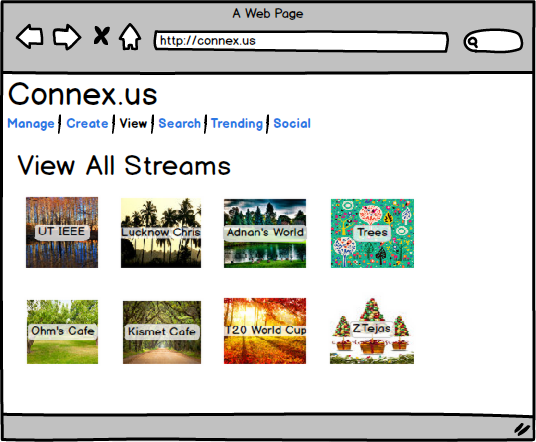 A Web Page
http://connex.us
Connex.us
Manage | Create | View | Search | Trending | Social
View All Streams
UT IEEE
Lucknow Chris
Adnan's World
Trees
Ohm's Cafe
Kismet Cafe
T20 World Cup
ZTejas